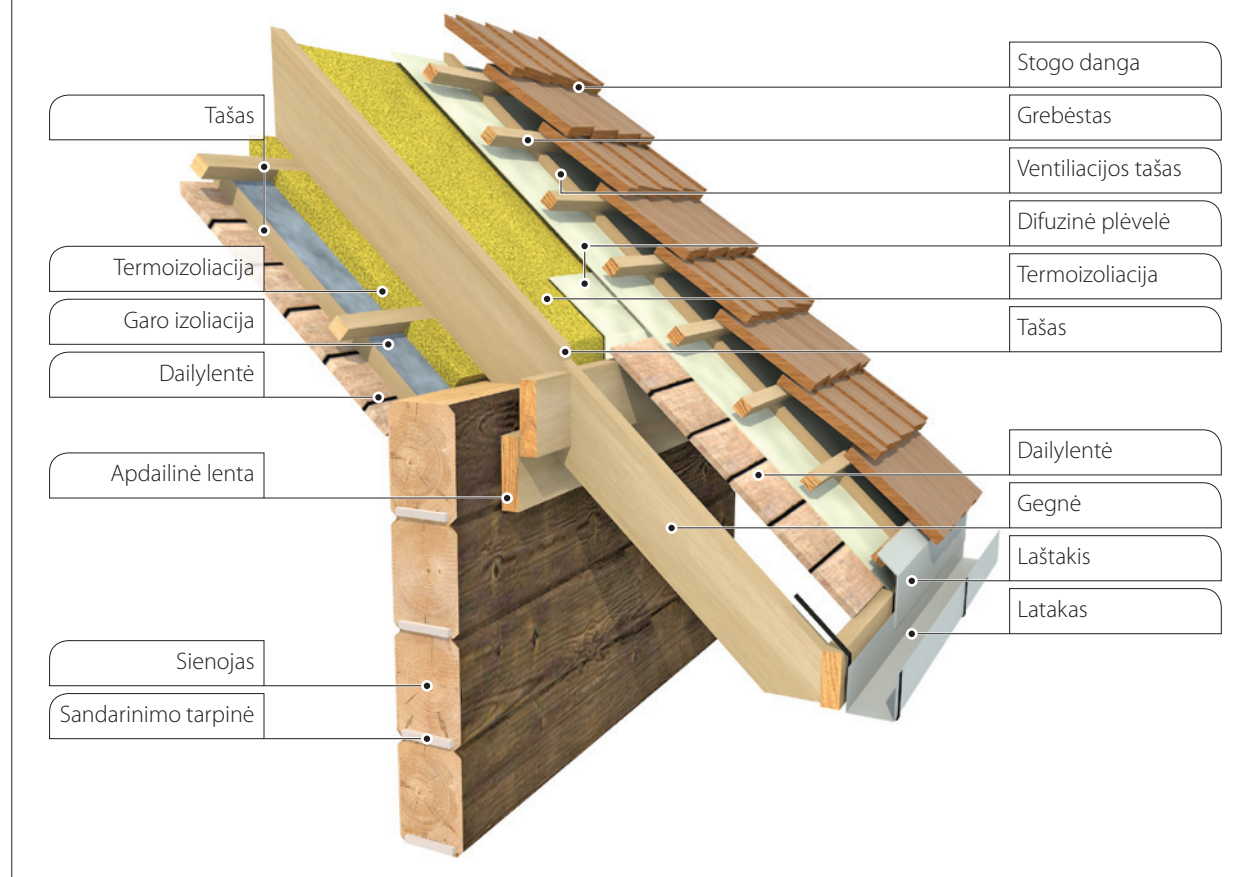 Tašas
Termoizoliacija
Garo izoliacija
Dailylentė
Apdailinė lenta
Sienojas
Sandarinimo tarpinė
Stogo danga
Grebėstas
Ventiliacijos tašas
Difuzinė plėvelė
Termoizoliacija
Tašas
Dailylentė
Gegnė
Laštakis
Latakas